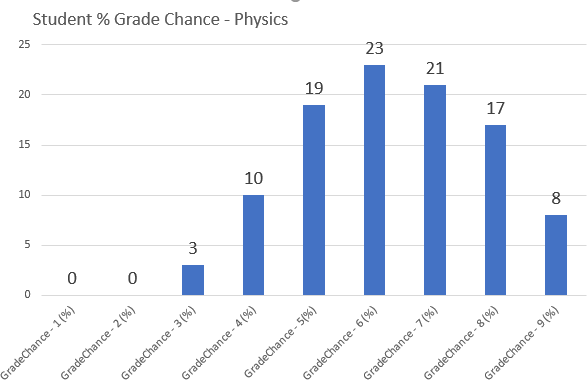 Student % Grade Chance - Physics
25
20
15
10
5
0
0
0
3
10
19
23
21
17
8
GradeChance - 1 (%)
GradeChance - 2 (%)
GradeChance - 3 (%)
GradeChance - 4 (%)
GradeChance - 5(%)
GradeChance - 6 (%)
GradeChance - 7 (%)
GradeChance - 8 (%)
GradeChance - 9 (%)